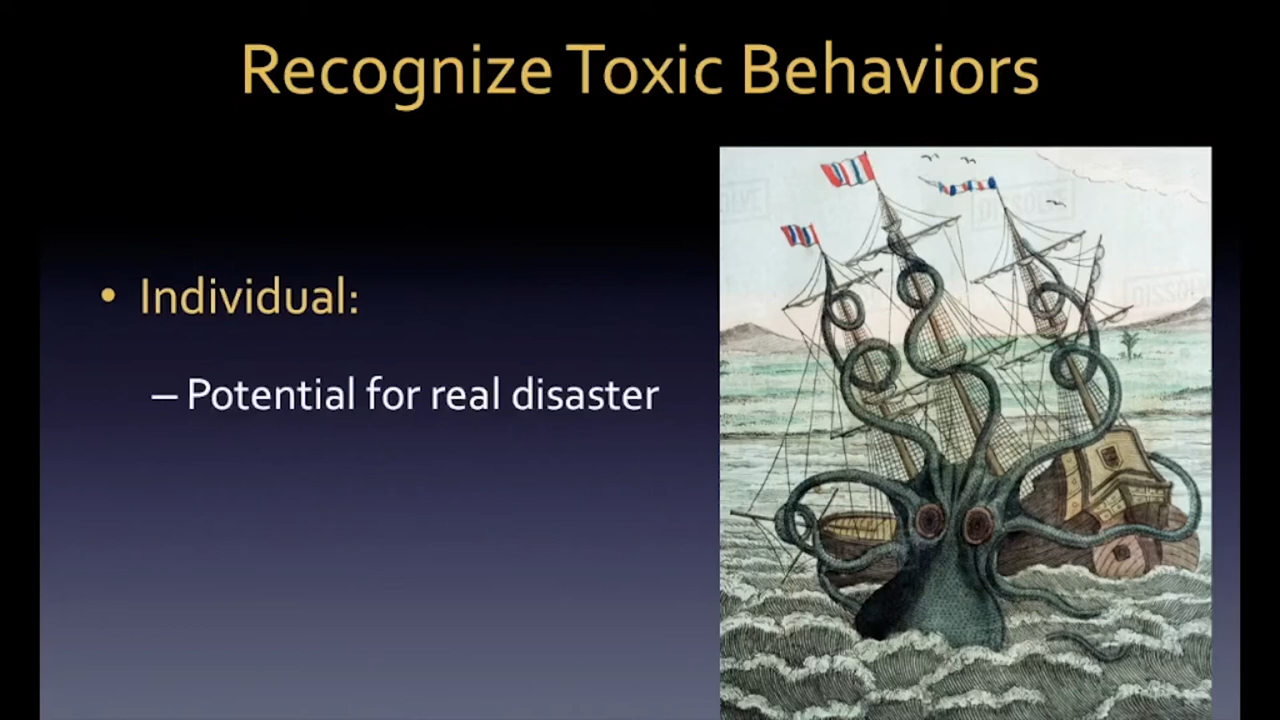 Recognize Toxic Behaviors
• Individual:
– Potential for real disaster